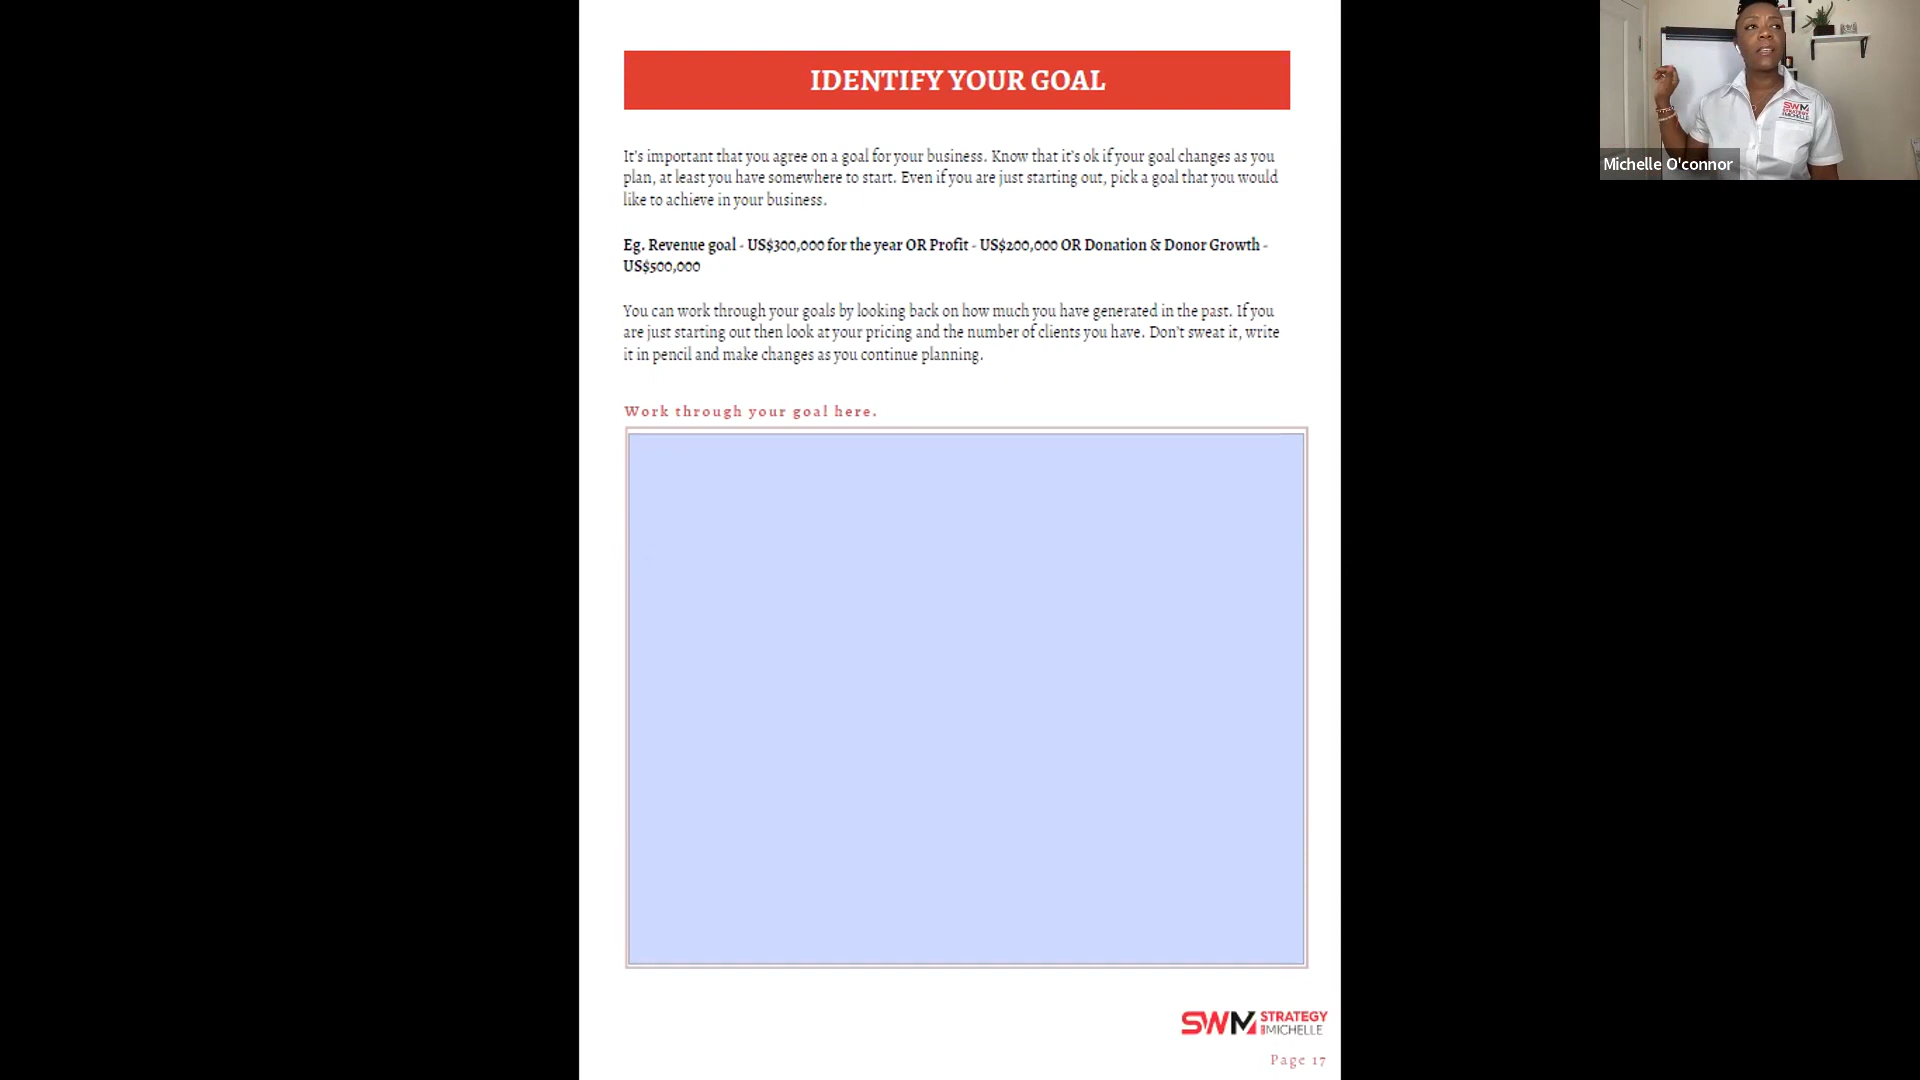 IDENTIFY YOUR GOAL
It's important that you agree on a goal for your business. Know that it's ok if your goal changes as you
plan, at least you have somewhere to start. Even if you are just starting out, pick a goal that you would
like to achieve in your business.
Eg. Revenue goal - US$300,000 for the year OR Profit - US$200,000 OR Donation & Donor Growth -
US$500,000
You can work through your goals by looking back on how much you have generated in the past. If you
are just starting out then look at your pricing and the number of clients you have. Don't sweat it, write
it in pencil and make changes as you continue planning.
Work through your goal here.
SWM STRATEGY
WITH MICHELLE
Page 17
SWM
STRATEGY
MICHELLE
Michelle O'connor